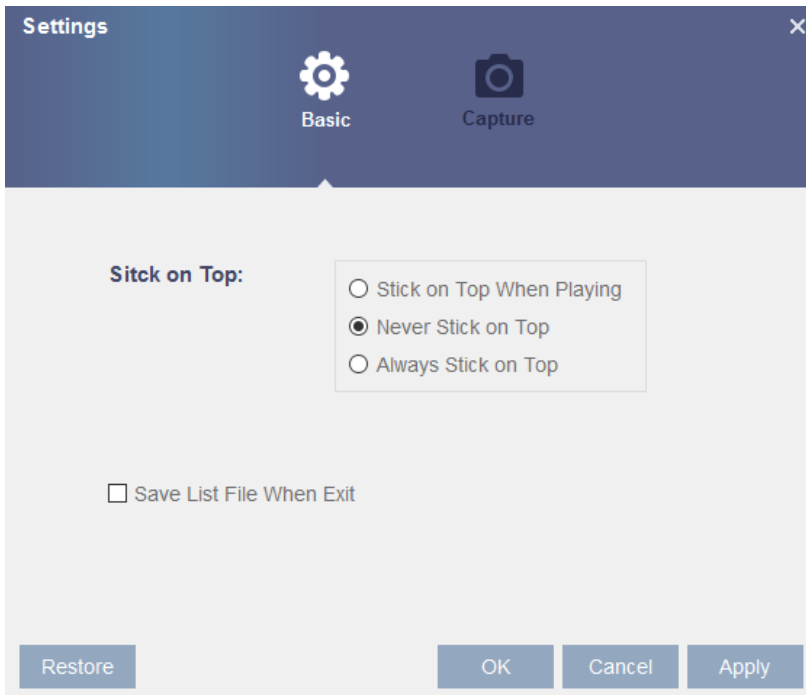 Settings
Basic
Capture
Sitck on Top:
Stick on Top When Playing
Never Stick on Top
Always Stick on Top
Save List File When Exit
Restore
OK
Cancel
Apply